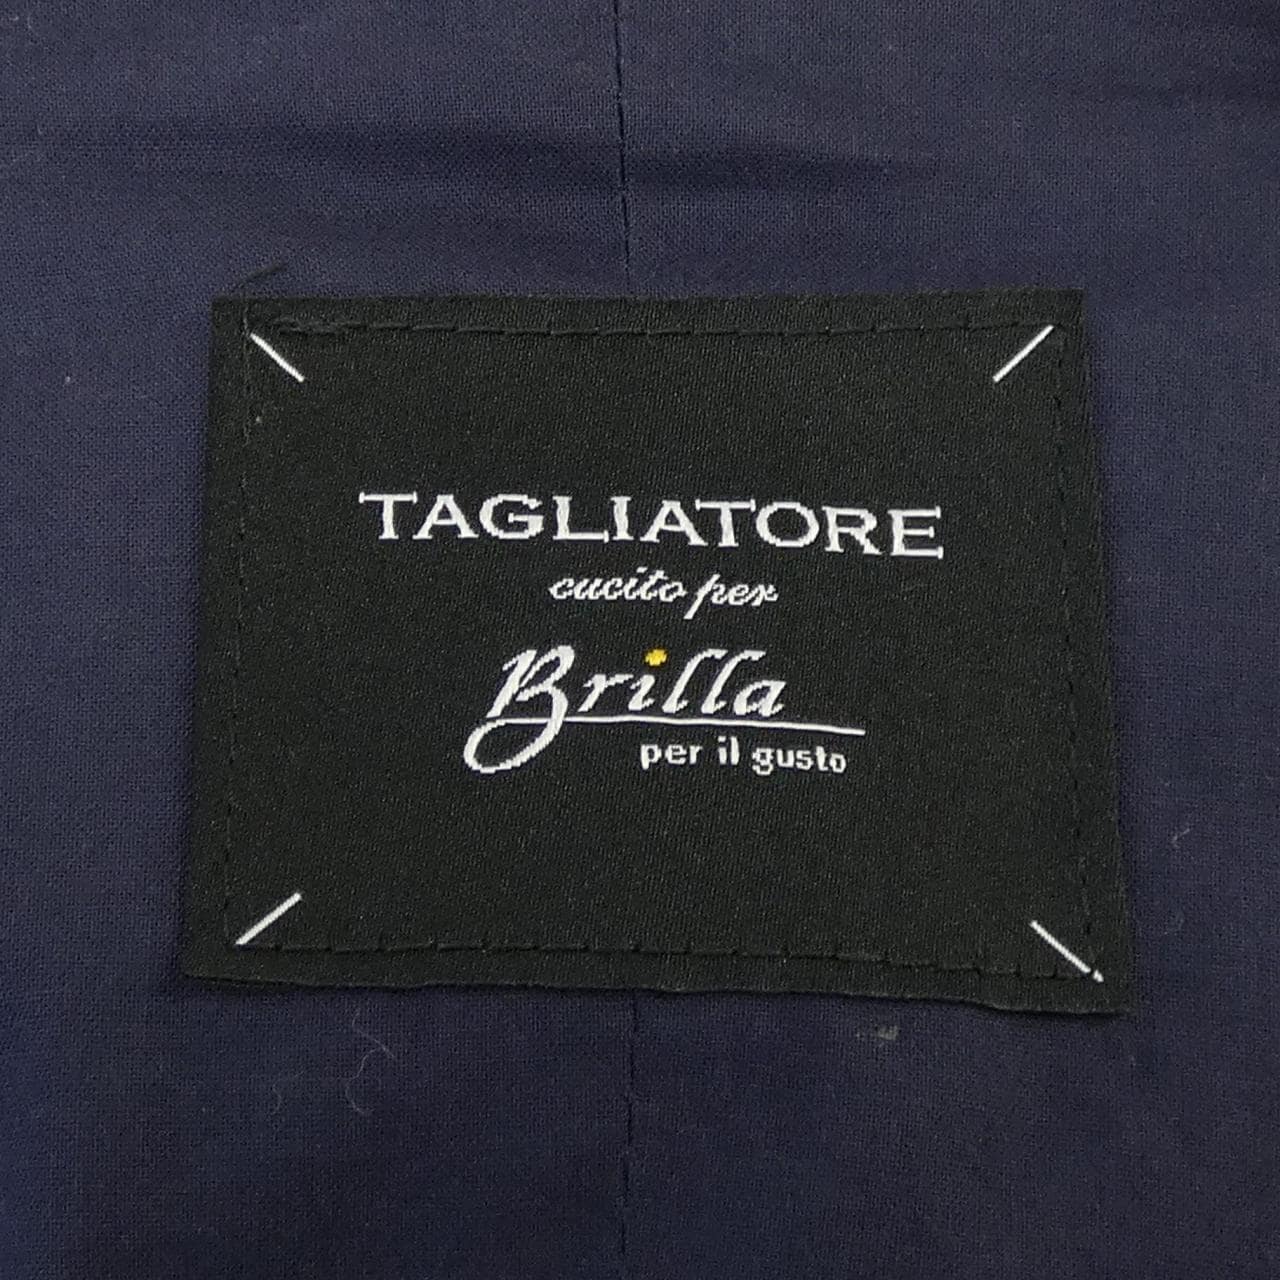 TAGLIATORE
cucito per
Brilla
per il gusto